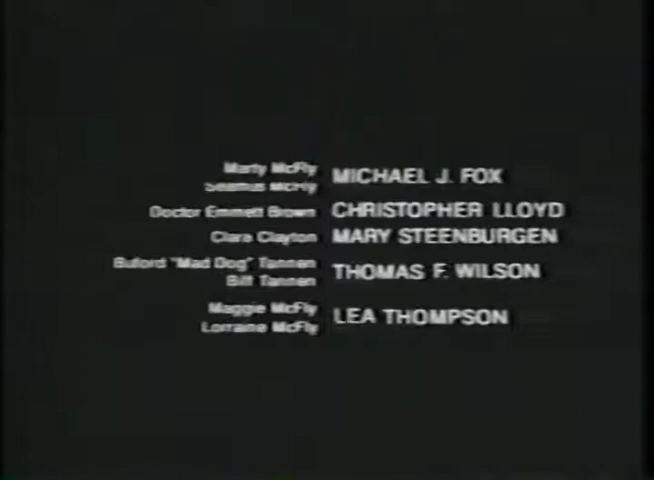 Marty McFly
Seamus McFly
MICHAEL J. FOX
Doctor Emmett Brown CHRISTOPHER LLOYD
Clara Clayton MARY STEENBURGEN
Buford "Mad Dog" Tannen
Biff Tannen
THOMAS F. WILSON
Maggie McFly
Lorraine McFly
LEA THOMPSON